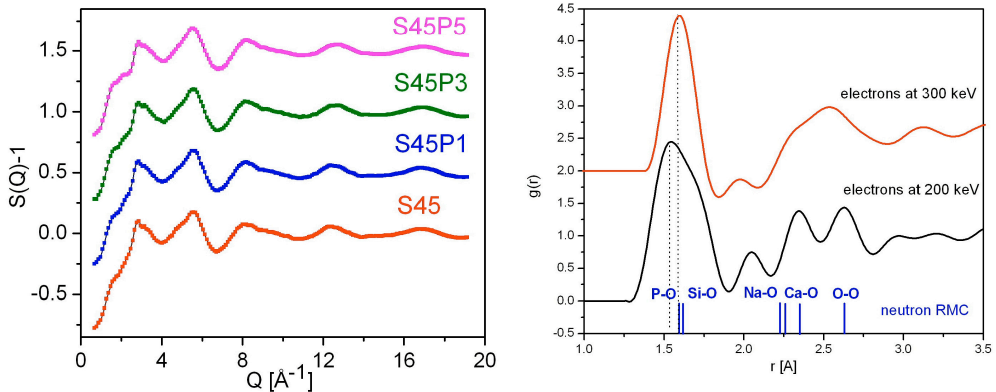 S(Q)-1
1.5
1.0
0.5
0.0
-0.5
S45P5
S45P3
S45P1
S45
0
4
8
12
16
20
Q [Å⁻¹]
g(r)
4.5
4.0
3.5
3.0
2.5
2.0
1.5
1.0
0.5
0.0
-0.5
electrons at 300 keV
electrons at 200 keV
P-O Si-O Na-O Ca-O O-O
neutron RMC
1.0
1.5
2.0
2.5
3.0
3.5
r [A]